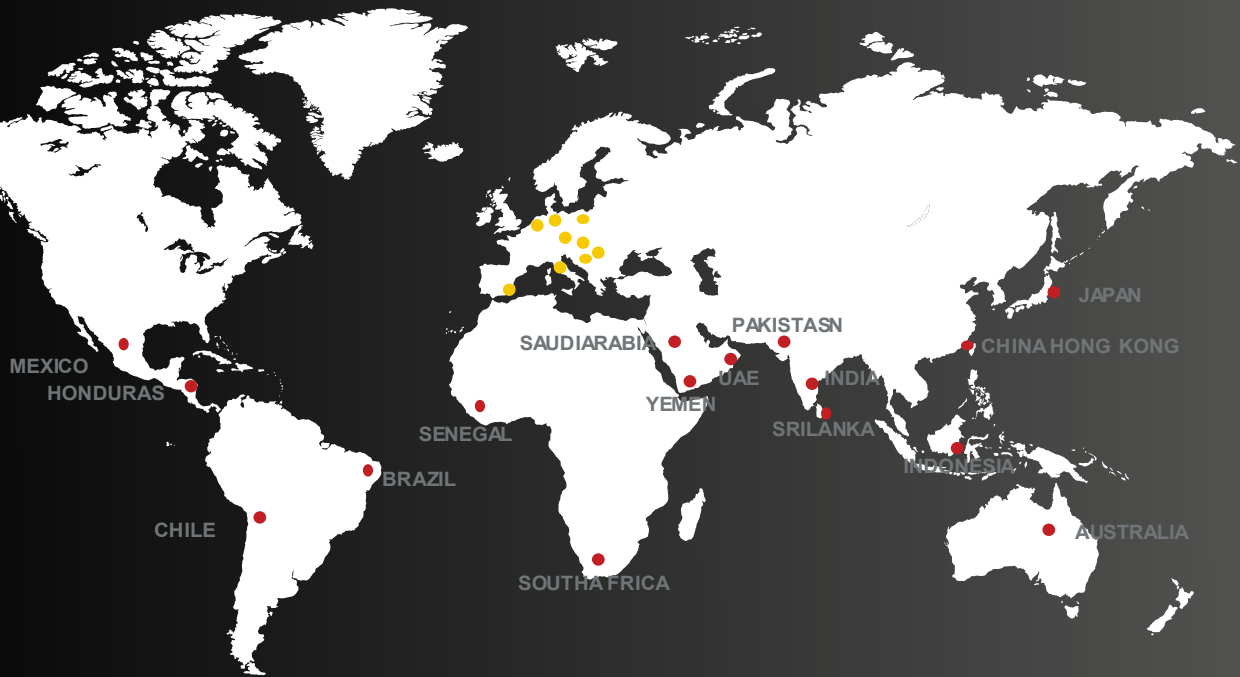 JAPAN
PAKISTASN
SAUDIARABIA
CHINA HONG KONG
MEXICO
UAE
INDIA
HONDURAS
YEMEN
SRILANKA
SENEGAL
INDONESIA
BRAZIL
CHILE
AUSTRALIA
SOUTHA FRICA